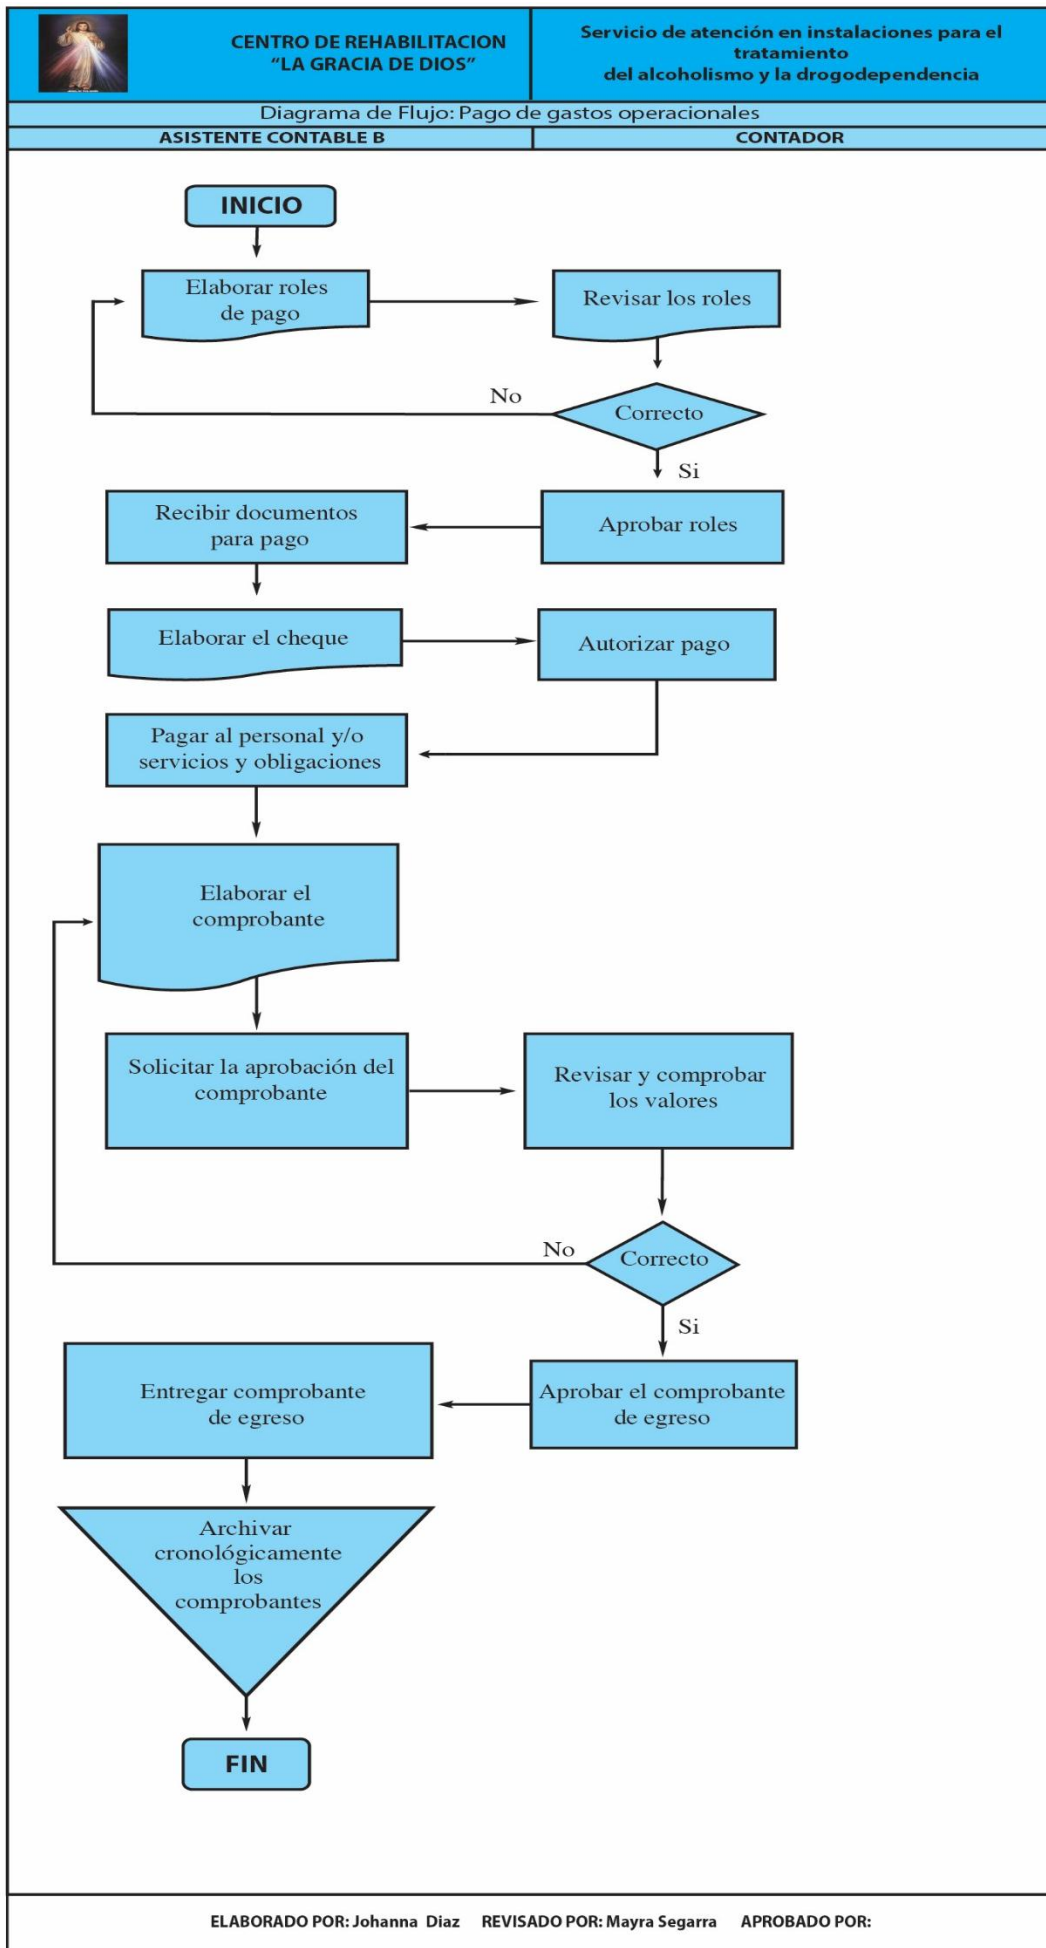 CENTRO DE REHABILITACION
“LA GRACIA DE DIOS”
Servicio de atención en instalaciones para el
tratamiento
del alcoholismo y la drogodependencia
Diagrama de Flujo: Pago de gastos operacionales
ASISTENTE CONTABLE B
CONTADOR
INICIO
Elaborar roles
de pago
Revisar los roles
No
Correcto
Si
Recibir documentos
para pago
Aprobar roles
Elaborar el cheque
Autorizar pago
Pagar al personal y/o
servicios y obligaciones
Elaborar el
comprobante
Solicitar la aprobación del
comprobante
Revisar y comprobar
los valores
No
Correcto
Si
Entregar comprobante
de egreso
Aprobar el comprobante
de egreso
Archivar
cronológicamente
los
comprobantes
FIN
ELABORADO POR: Johanna Diaz REVISADO POR: Mayra Segarra APROBADO POR: